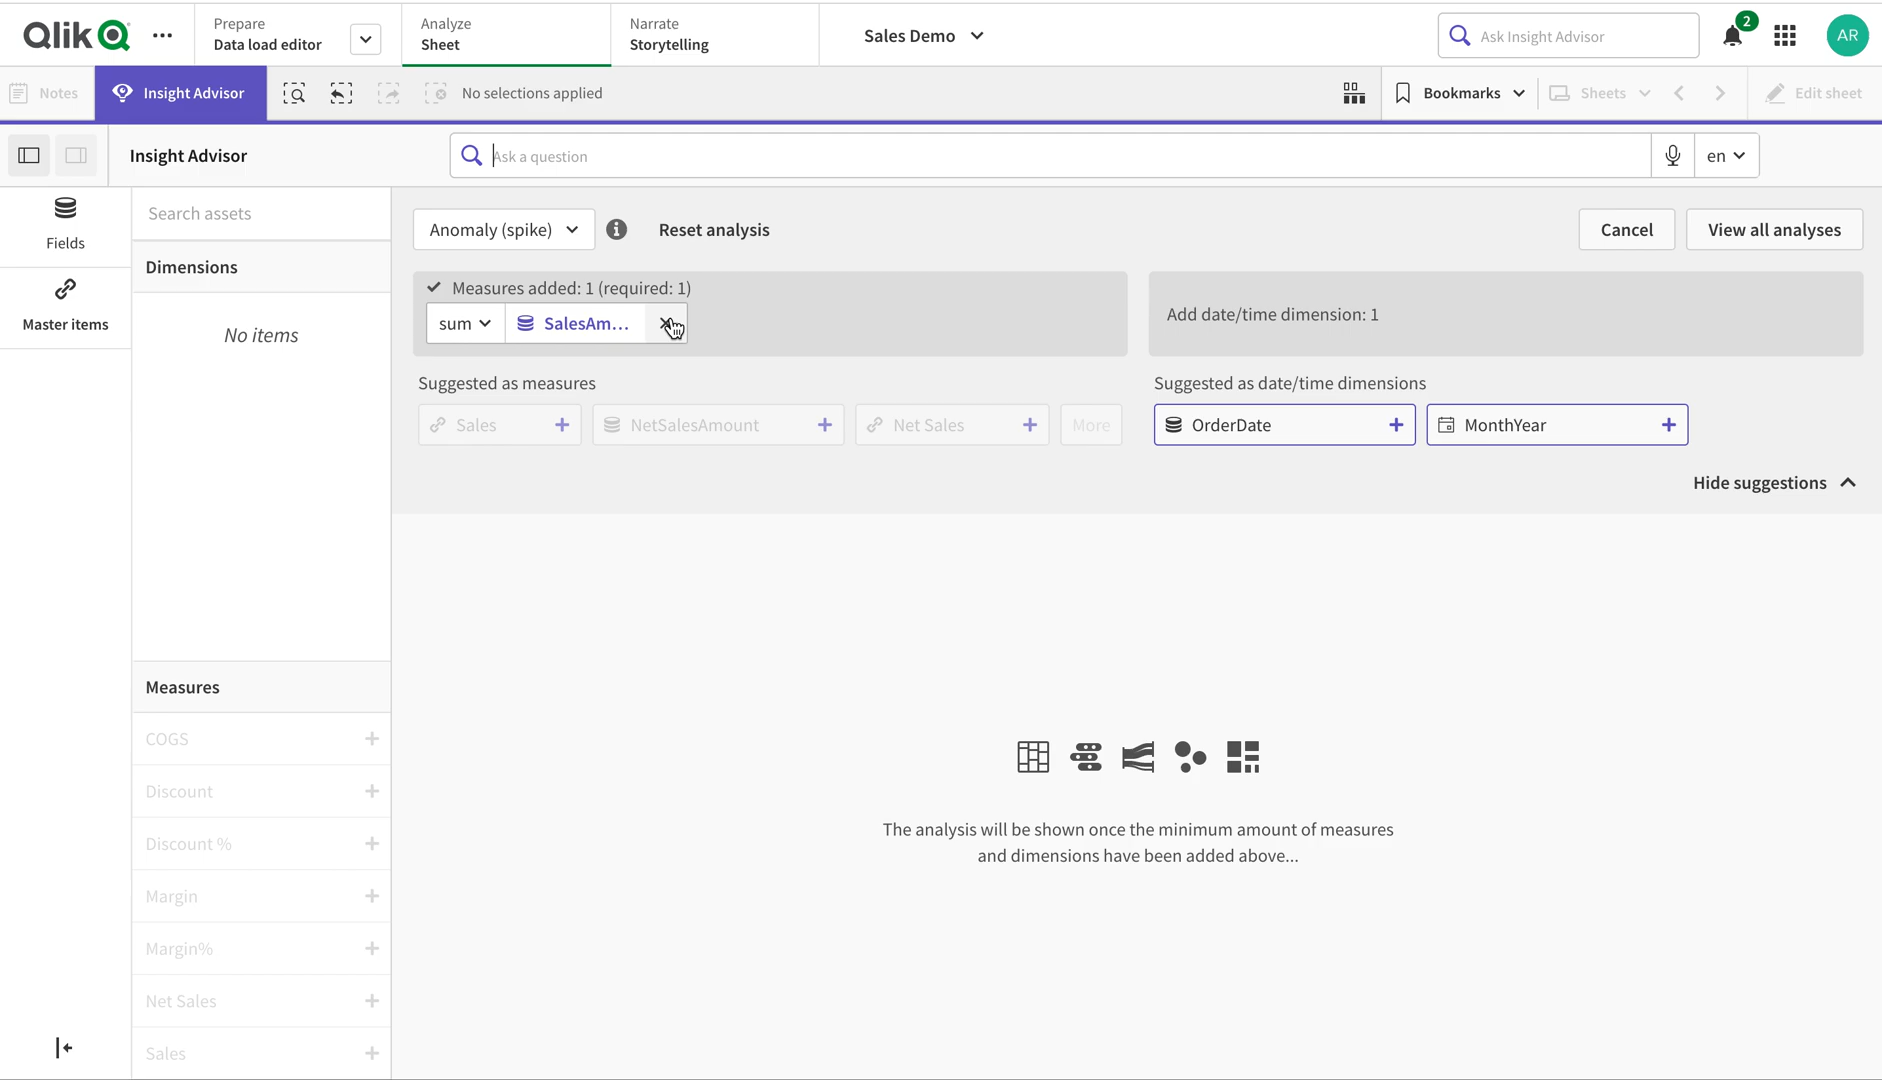 Qlik
Prepare
Data load editor
Analyze
Sheet
Narrate
Storytelling
Sales Demo
Ask Insight Advisor
2
AR
Notes
Insight Advisor
No selections applied
Bookmarks
Sheets
Edit sheet
Insight Advisor
Ask a question
en
Fields
Master items
Search assets
Dimensions
No items
Measures
COGS
Discount
Discount %
Margin
Margin%
Net Sales
Sales
Anomaly (spike)
Reset analysis
Cancel
View all analyses
Measures added: 1 (required: 1)
sum
SalesAm...
Add date/time dimension: 1
Suggested as measures
Sales
NetSalesAmount
Net Sales
More
Suggested as date/time dimensions
OrderDate
MonthYear
Hide suggestions
The analysis will be shown once the minimum amount of measures
and dimensions have been added above...